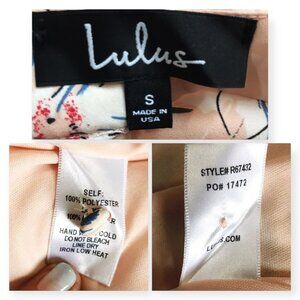 Lulus
S
MADE IN
USA
SELF:
100% POLYESTER
100%
HAND COLD
DO NOT BLEACH
LINE DRY
IRON LOW HEAT
STYLE# R67432
PO# 17472
LULUS.COM